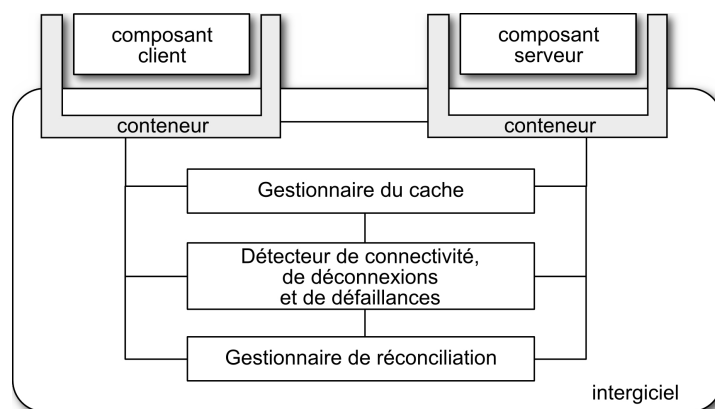 composant
client
composant
serveur
conteneur
conteneur
Gestionnaire du cache
Détecteur de connectivité,
de déconnexions
et de défaillances
Gestionnaire de réconciliation
intergiciel